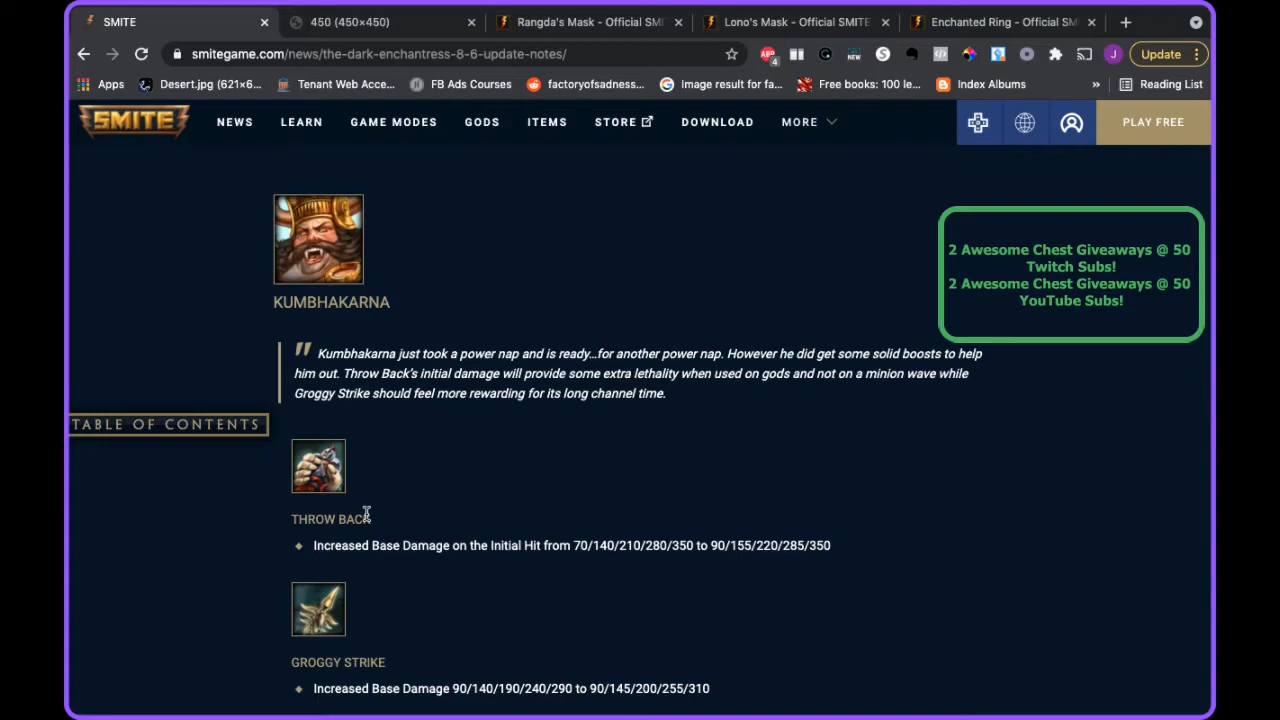 SMITE
450 (450×450)
Rangda's Mask - Official SMI
Lono's Mask - Official SMITE
Enchanted Ring - Official SM
smitegame.com/news/the-dark-enchantress-8-6-update-notes/
ABP 4
NEW
S
J
Update
Apps
Desert.jpg (621×6...
Tenant Web Acce...
FB Ads Courses
factoryofsadness...
Image result for fa...
Free books: 100 le...
Index Albums
»
Reading List
SMITE
NEWS
LEARN
GAME MODES
GODS
ITEMS
STORE
DOWNLOAD
MORE
PLAY FREE
KUMBHAKARNA
2 Awesome Chest Giveaways @ 50
Twitch Subs!
2 Awesome Chest Giveaways @ 50
YouTube Subs!
" Kumbhakarna just took a power nap and is ready...for another power nap. However he did get some solid boosts to help
him out. Throw Back's initial damage will provide some extra lethality when used on gods and not on a minion wave while
Groggy Strike should feel more rewarding for its long channel time.
TABLE OF CONTENTS
THROW BACK
Increased Base Damage on the Initial Hit from 70/140/210/280/350 to 90/155/220/285/350
GROGGY STRIKE
Increased Base Damage 90/140/190/240/290 to 90/145/200/255/310